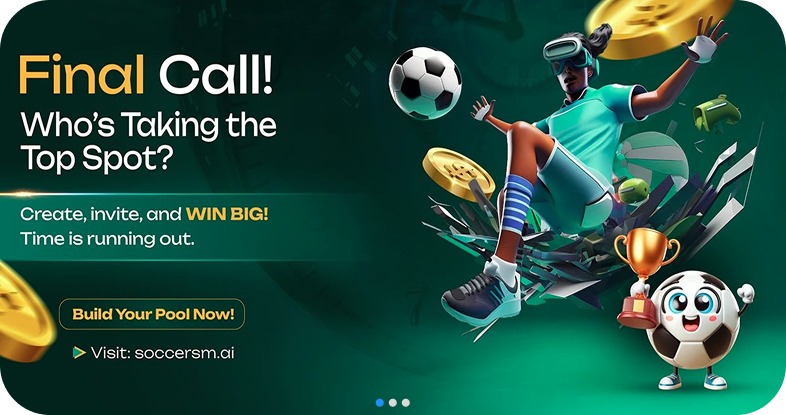 Final Call!
Who's Taking the
Top Spot?
Create, invite, and WIN BIG!
Time is running out.
Build Your Pool Now!
Visit: soccersm.ai